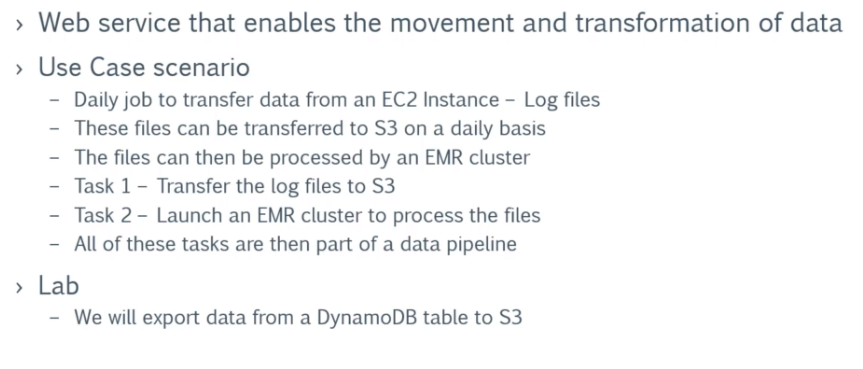 › Web service that enables the movement and transformation of data
› Use Case scenario
– Daily job to transfer data from an EC2 Instance – Log files
– These files can be transferred to S3 on a daily basis
– The files can then be processed by an EMR cluster
– Task 1 – Transfer the log files to S3
– Task 2 – Launch an EMR cluster to process the files
– All of these tasks are then part of a data pipeline
› Lab
– We will export data from a DynamoDB table to S3